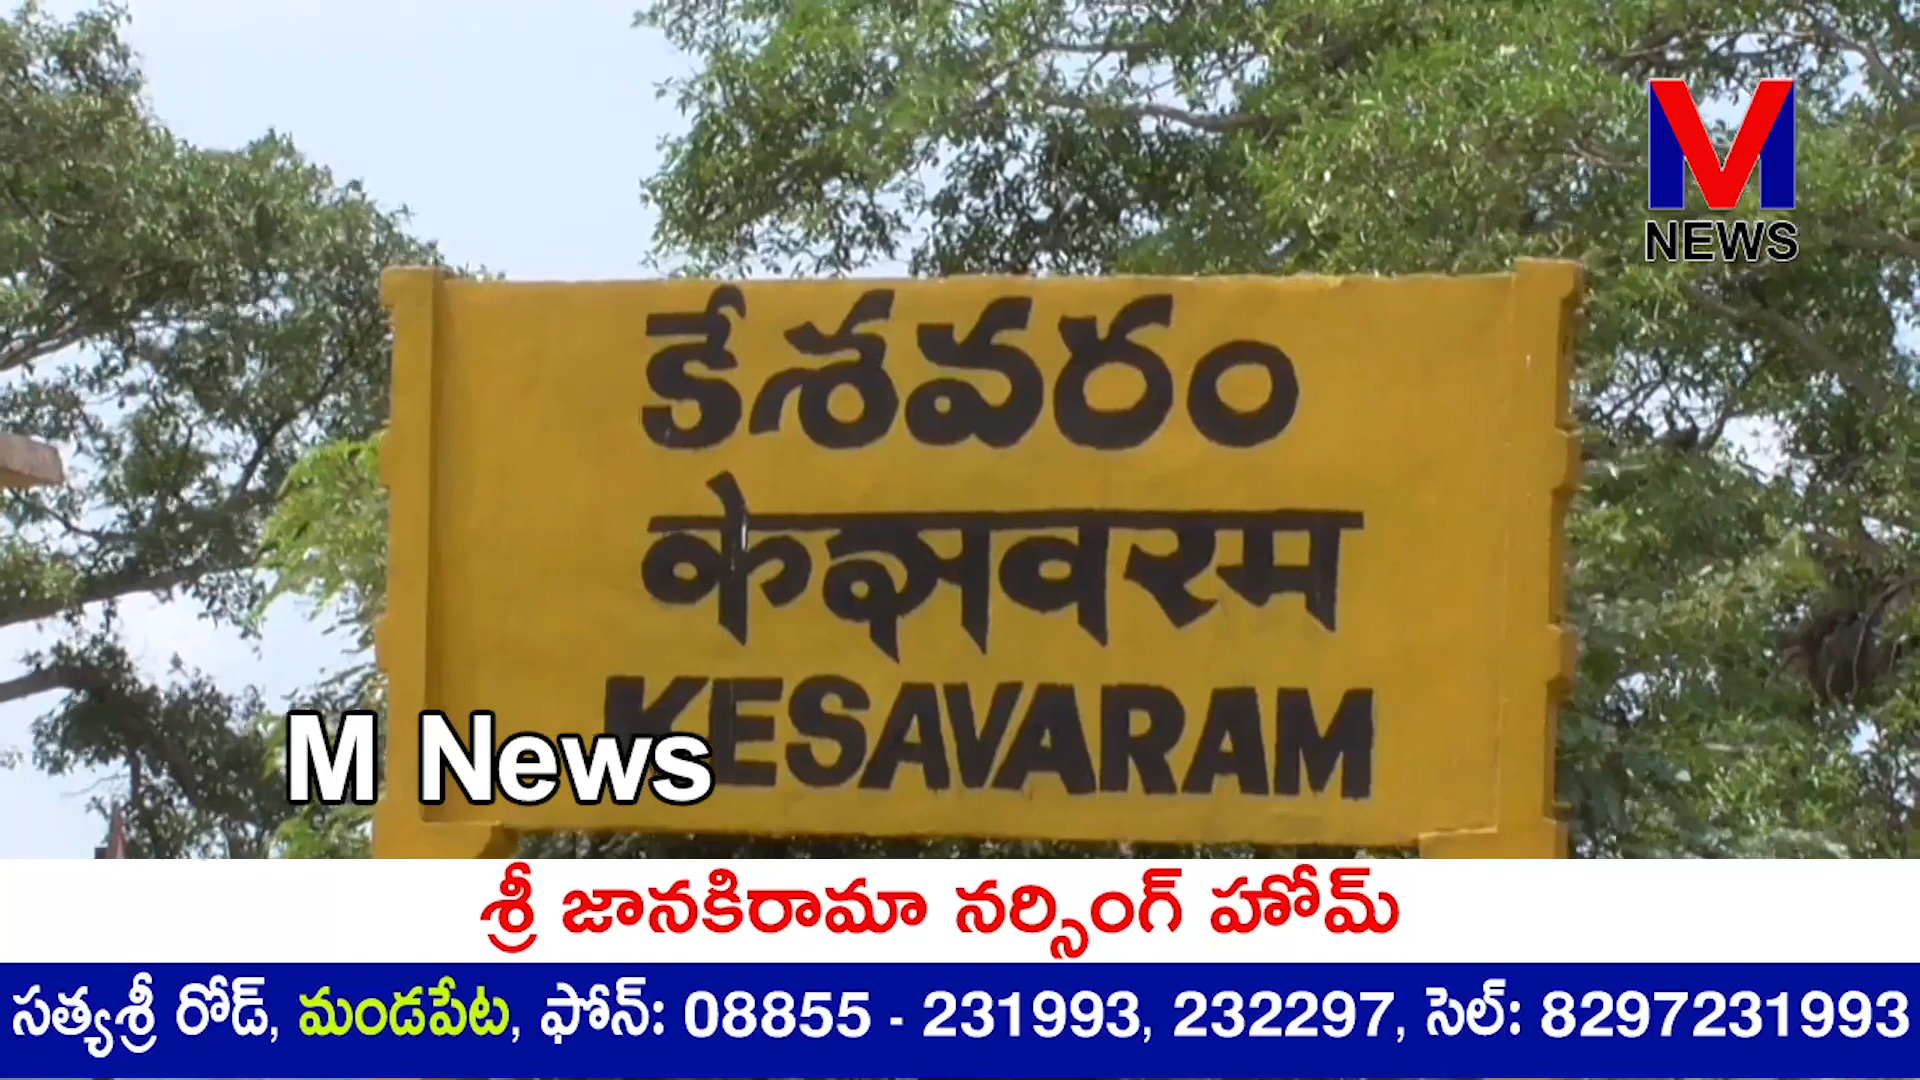 M
NEWS
కేశవరం
केशवरम
KESAVARAM
M News
శ్రీ జానకిరామా నర్సింగ్ హోమ్
సత్యశ్రీ రోడ్, మండపేట, ఫోన్: 08855 - 231993, 232297, సెల్: 8297231993